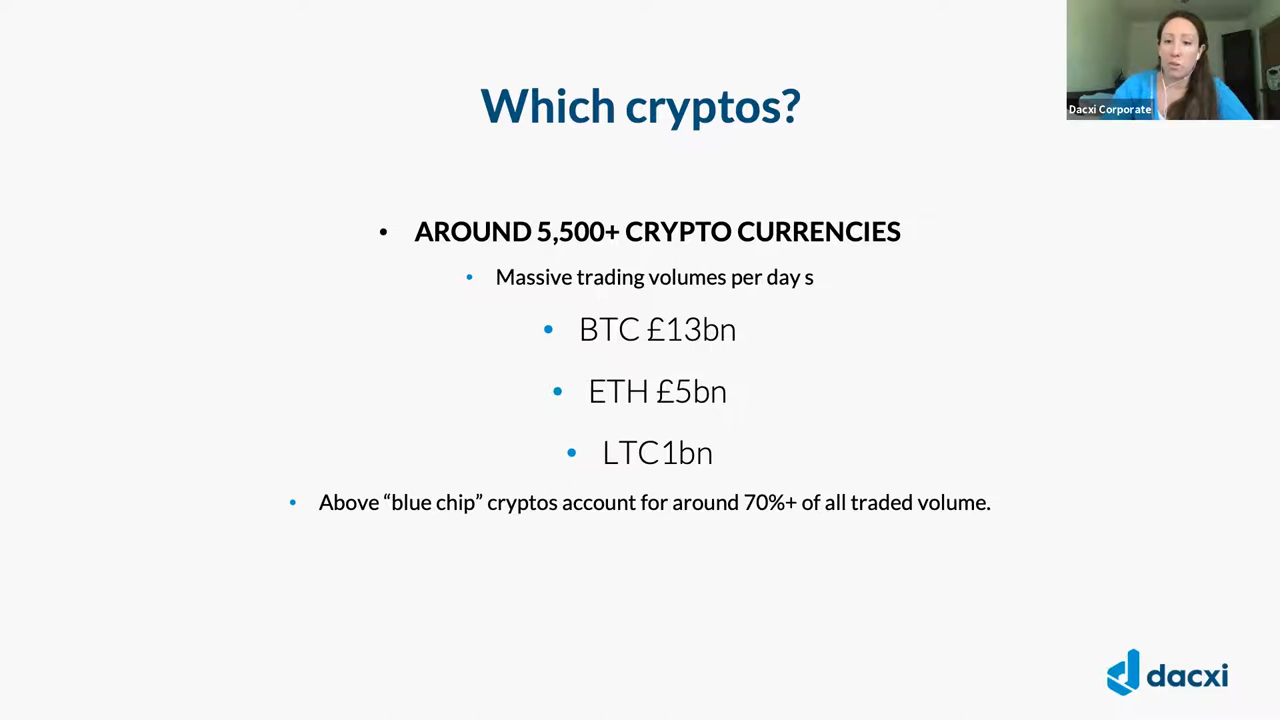 Dacxi Corporate
Which cryptos?
• AROUND 5,500+ CRYPTO CURRENCIES
• Massive trading volumes per day s
• BTC £13bn
• ETH £5bn
• LTC1bn
• Above “blue chip” cryptos account for around 70%+ of all traded volume.
dacxi